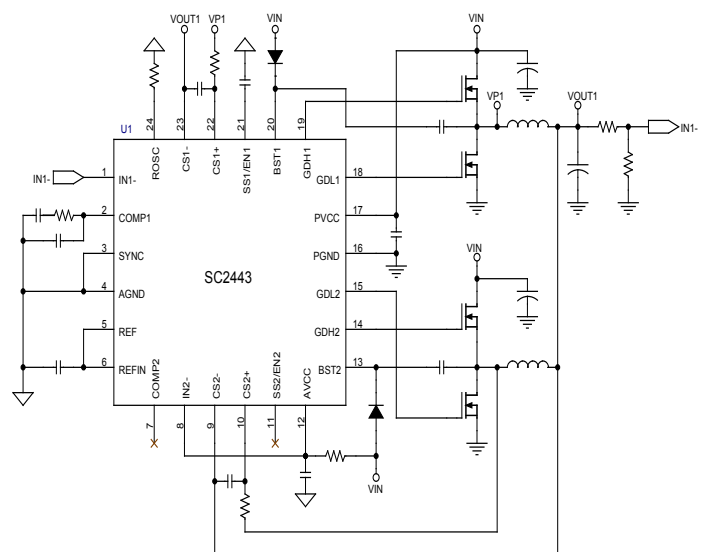 VOUT1 VP1 VIN VIN
U1
24 23 22 21 20 19
ROSC CS1- CS1+ SS1/EN1 BST1 GDH1
VP1 VOUT1
IN1-
IN1- 1 IN1- GDL1 18
2 COMP1 PVCC 17
3 SYNC PGND 16
SC2443
VIN
4 AGND GDL2 15
5 REF GDH2 14
6 REFIN BST2 13
COMP2 IN2- CS2- CS2+ SS2/EN2 AVCC
7 8 9 10 11 12
VIN